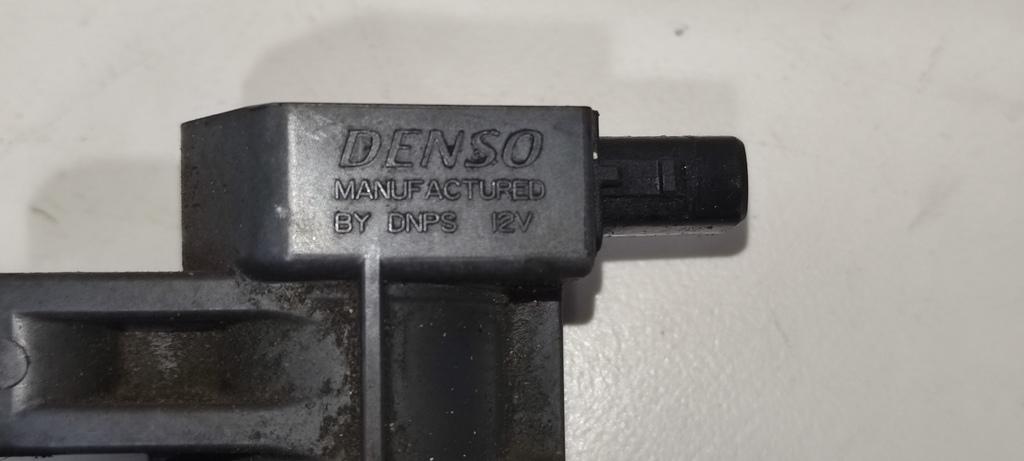 DENSO
MANUFACTURED
BY DNPS 12V